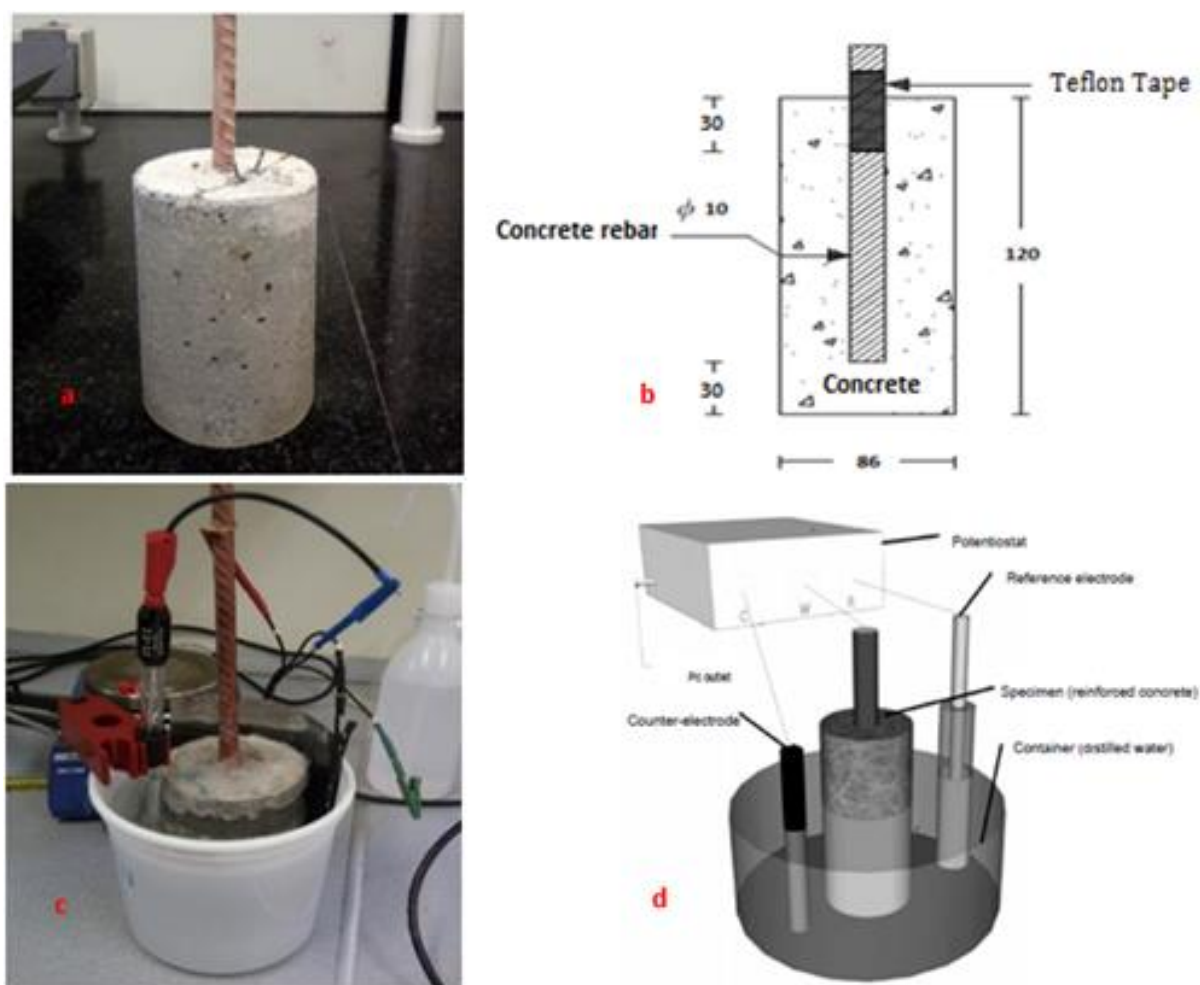 a
Teflon Tape
30
ϕ 10
Concrete rebar
120
30
Concrete
b
86
Potentiostat
Reference electrode
C
W
R
Pc outlet
Specimen (reinforsed concrete)
Counter-electrode
Container (distilled water)
c
d